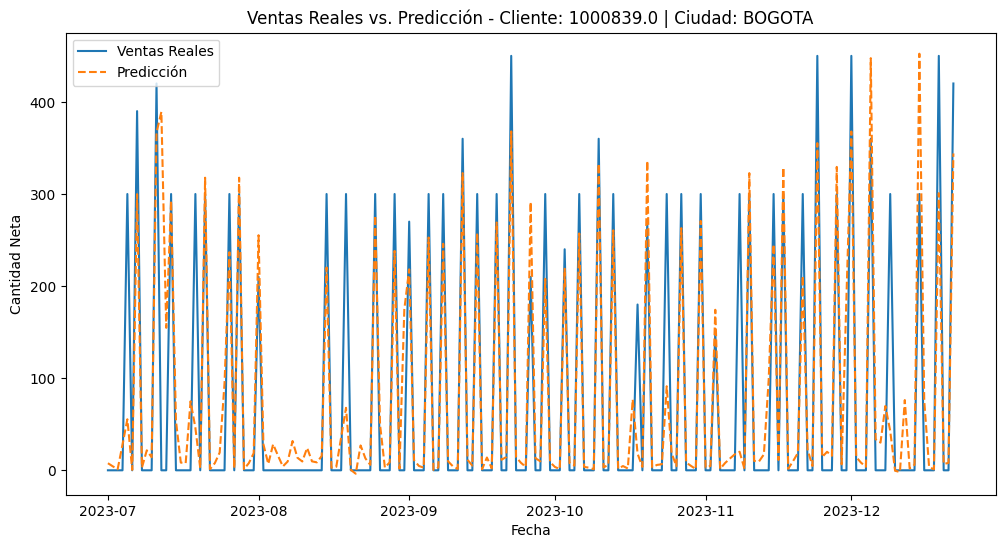 Ventas Reales vs. Predicción - Cliente: 1000839.0 | Ciudad: BOGOTA
Ventas Reales
Predicción
Cantidad Neta
400
300
200
100
0
2023-07 2023-08 2023-09 2023-10 2023-11 2023-12
Fecha